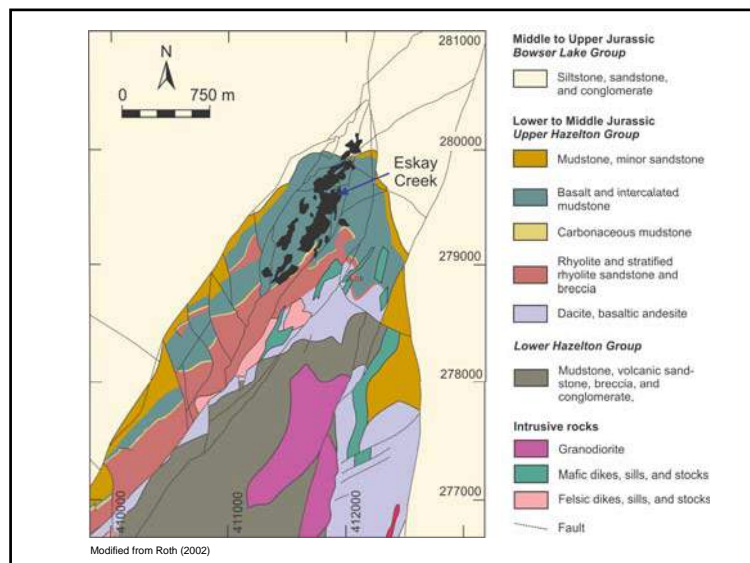 N
0 750 m
Eskay
Creek
281000
280000
279000
278000
277000
410000
411000
412000
Modified from Roth (2002)
Middle to Upper Jurassic
Bowser Lake Group
Siltstone, sandstone,
and conglomerate
Lower to Middle Jurassic
Upper Hazelton Group
Mudstone, minor sandstone
Basalt and intercalated
mudstone
Carbonaceous mudstone
Rhyolite and stratified
rhyolite sandstone and
breccia
Dacite, basaltic andesite
Lower Hazelton Group
Mudstone, volcanic sand-
stone, breccia, and
conglomerate,
Intrusive rocks
Granodiorite
Mafic dikes, sills, and stocks
Felsic dikes, sills, and stocks
Fault